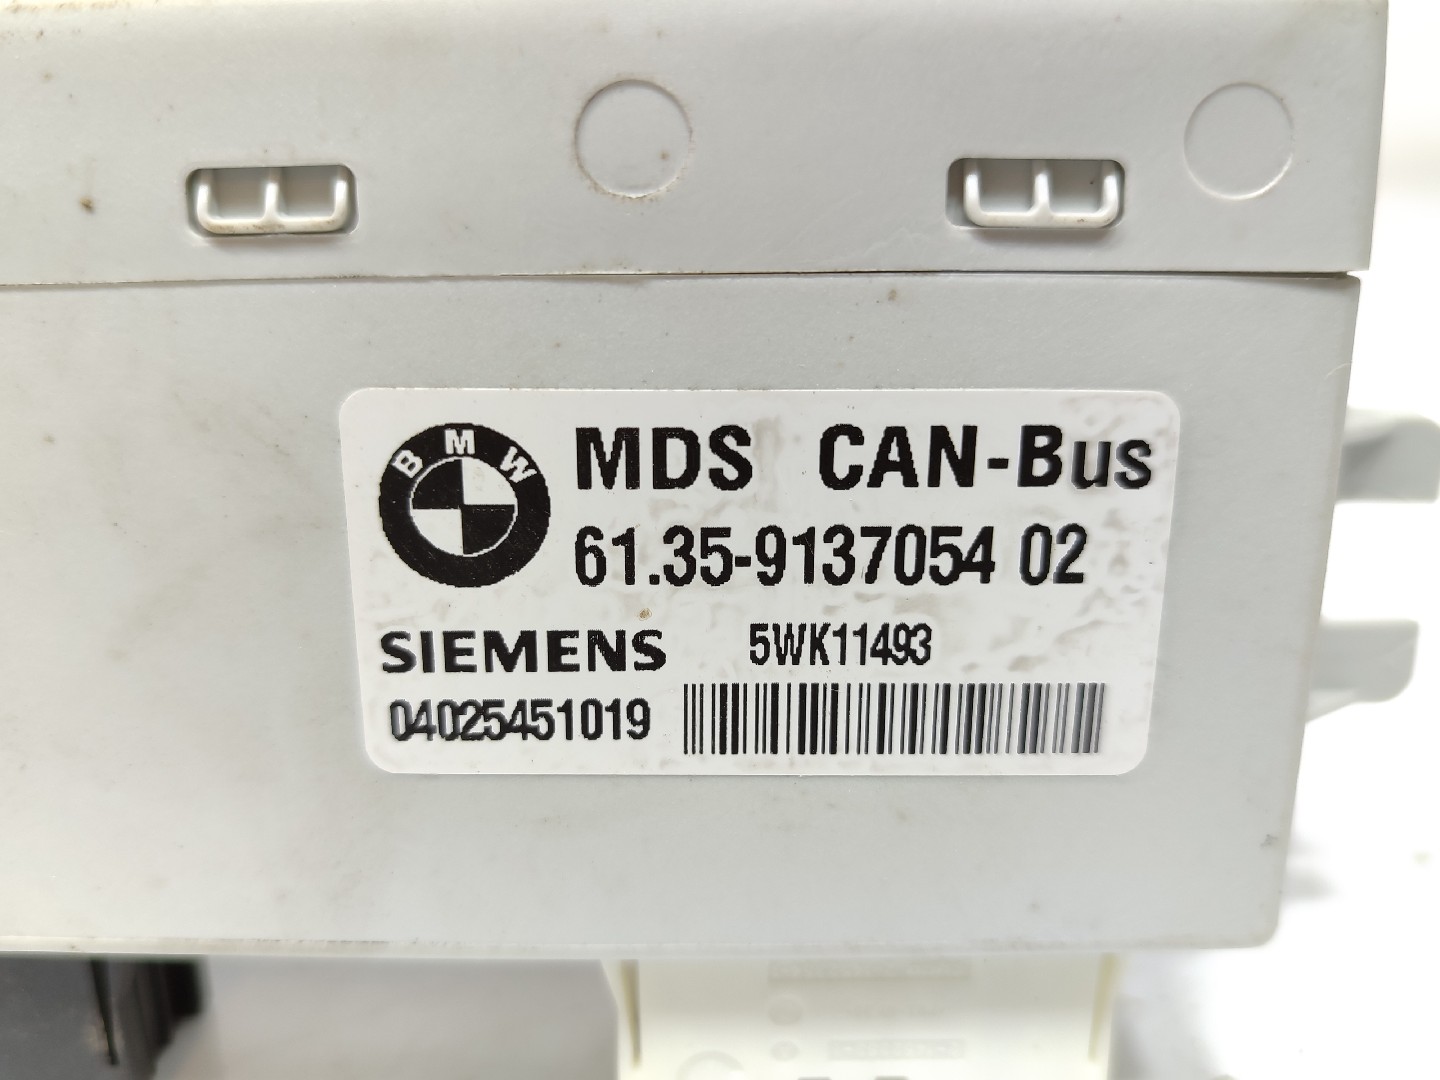 BMW
MDS CAN-Bus
61.35-9137054 02
SIEMENS 5WK11493
04025451019